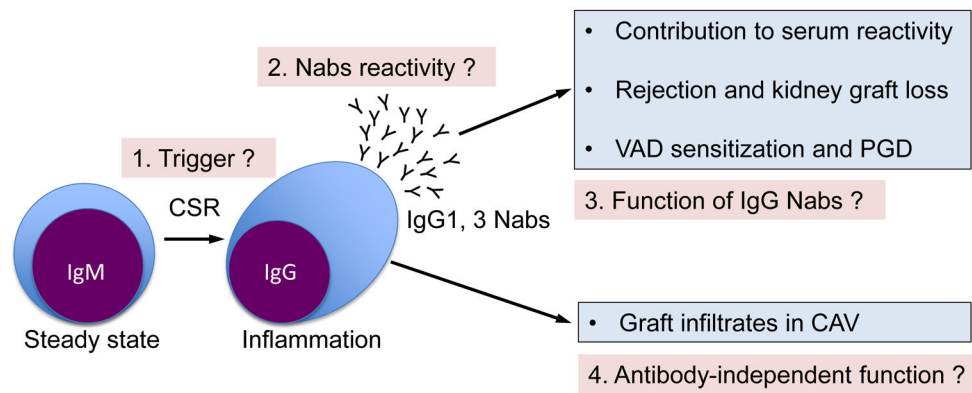 • Contribution to serum reactivity
• Rejection and kidney graft loss
• VAD sensitization and PGD
2. Nabs reactivity ?
1. Trigger ?
3. Function of IgG Nabs ?
IgG1, 3 Nabs
CSR
IgM
IgG
Steady state
Inflammation
• Graft infiltrates in CAV
4. Antibody-independent function ?